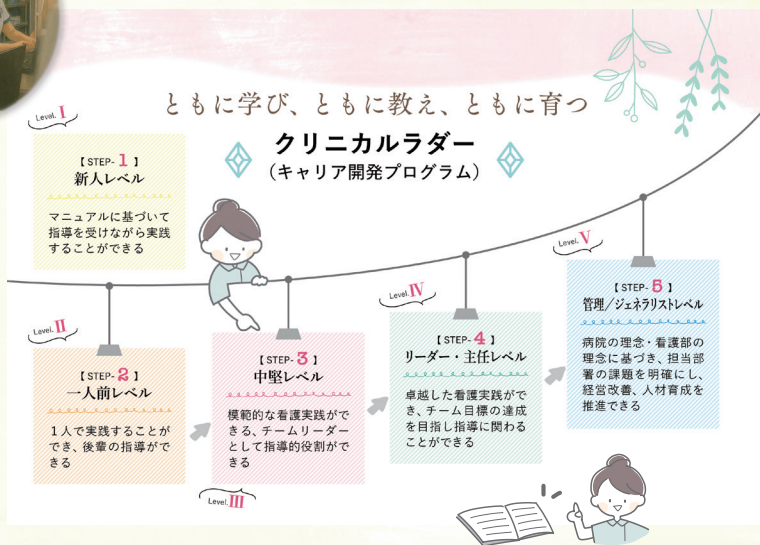 ともに学び、ともに教え、ともに育つ
クリニカルラダー
（キャリア開発プログラム）
Level. I
【 STEP-1 】
新人レベル
マニュアルに基づいて
指導を受けながら実践
することができる
Level. II
【 STEP-2 】
一人前レベル
１人で実践することが
でき、後輩の指導がで
きる
【 STEP-3 】
中堅レベル
模範的な看護実践がで
きる、チームリーダー
として指導的役割がで
きる
Level. III
Level. IV
【 STEP-4 】
リーダー・主任レベル
卓越した看護実践がで
き、チーム目標の達成
を目指し指導に関わる
ことができる
Level. V
【 STEP-5 】
管理/ジェネラリストレベル
病院の理念・看護部の
理念に基づき、担当部
署の課題を明確にし、
経営改善、人材育成を
推進できる